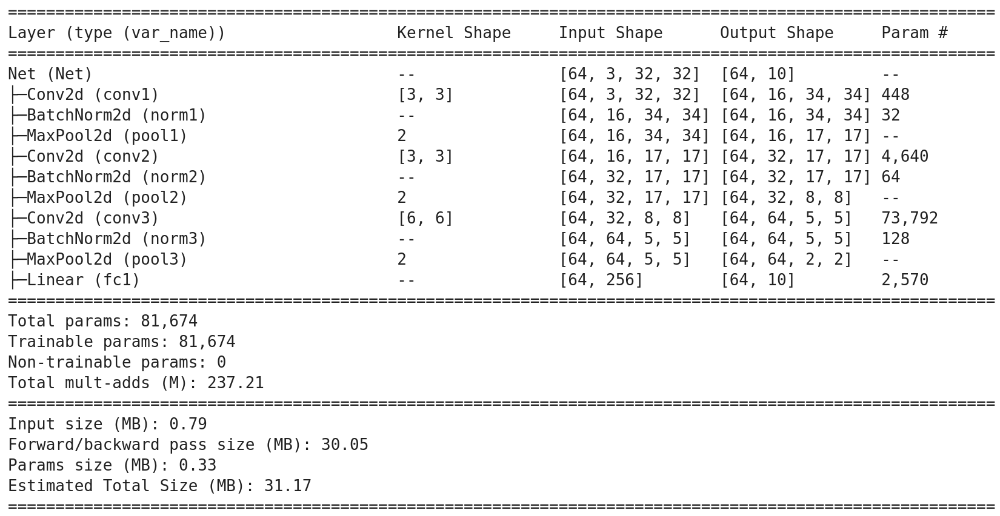 ========================================================================================================
Layer (type (var_name))                  Kernel Shape     Input Shape      Output Shape     Param #
========================================================================================================
Net (Net)                                --               [64, 3, 32, 32]  [64, 10]         --
├─Conv2d (conv1)                         [3, 3]           [64, 3, 32, 32]  [64, 16, 34, 34] 448
├─BatchNorm2d (norm1)                    --               [64, 16, 34, 34] [64, 16, 34, 34] 32
├─MaxPool2d (pool1)                      2                [64, 16, 34, 34] [64, 16, 17, 17] --
├─Conv2d (conv2)                         [3, 3]           [64, 16, 17, 17] [64, 32, 17, 17] 4,640
├─BatchNorm2d (norm2)                    --               [64, 32, 17, 17] [64, 32, 17, 17] 64
├─MaxPool2d (pool2)                      2                [64, 32, 17, 17] [64, 32, 8, 8]   --
├─Conv2d (conv3)                         [6, 6]           [64, 32, 8, 8]   [64, 64, 5, 5]   73,792
├─BatchNorm2d (norm3)                    --               [64, 64, 5, 5]   [64, 64, 5, 5]   128
├─MaxPool2d (pool3)                      2                [64, 64, 5, 5]   [64, 64, 2, 2]   --
├─Linear (fc1)                           --               [64, 256]        [64, 10]         2,570
========================================================================================================
Total params: 81,674
Trainable params: 81,674
Non-trainable params: 0
Total mult-adds (M): 237.21
========================================================================================================
Input size (MB): 0.79
Forward/backward pass size (MB): 30.05
Params size (MB): 0.33
Estimated Total Size (MB): 31.17
========================================================================================================